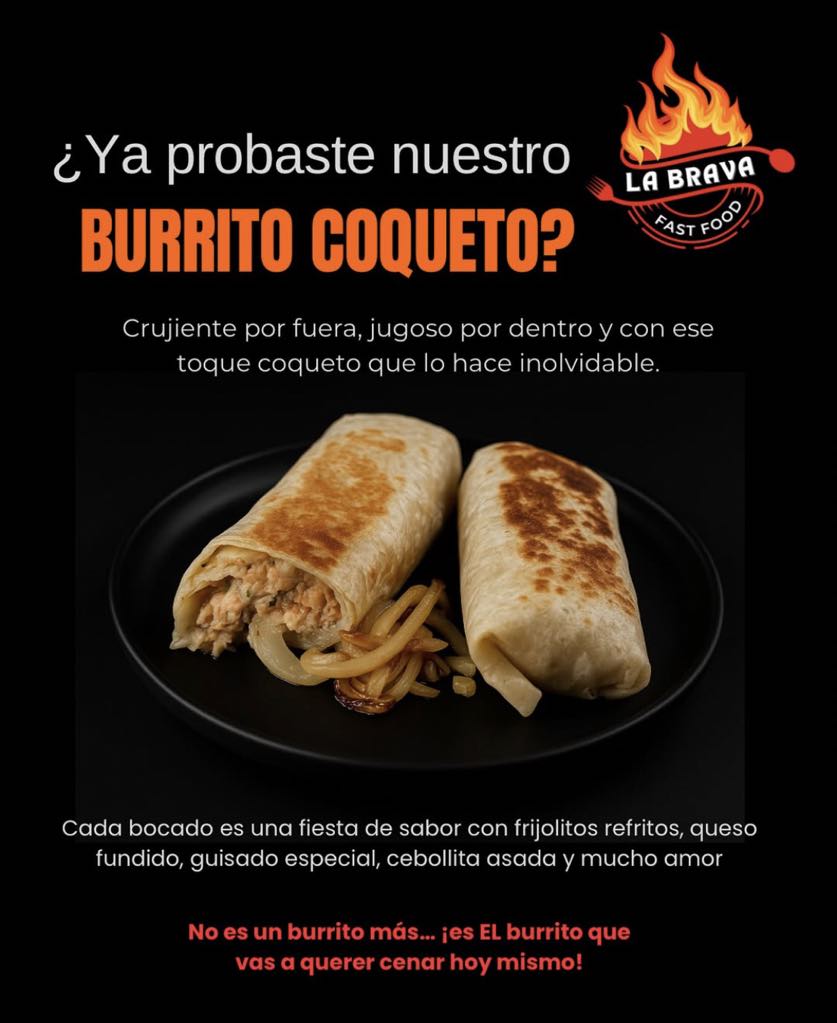 ¿Ya probaste nuestro
BURRITO COQUETO?
LA BRAVA
FAST FOOD
Crujiente por fuera, jugoso por dentro y con ese
toque coqueto que lo hace inolvidable.
Cada bocado es una fiesta de sabor con frijolitos refritos, queso
fundido, guisado especial, cebollita asada y mucho amor
No es un burrito más... ¡es EL burrito que
vas a querer cenar hoy mismo!